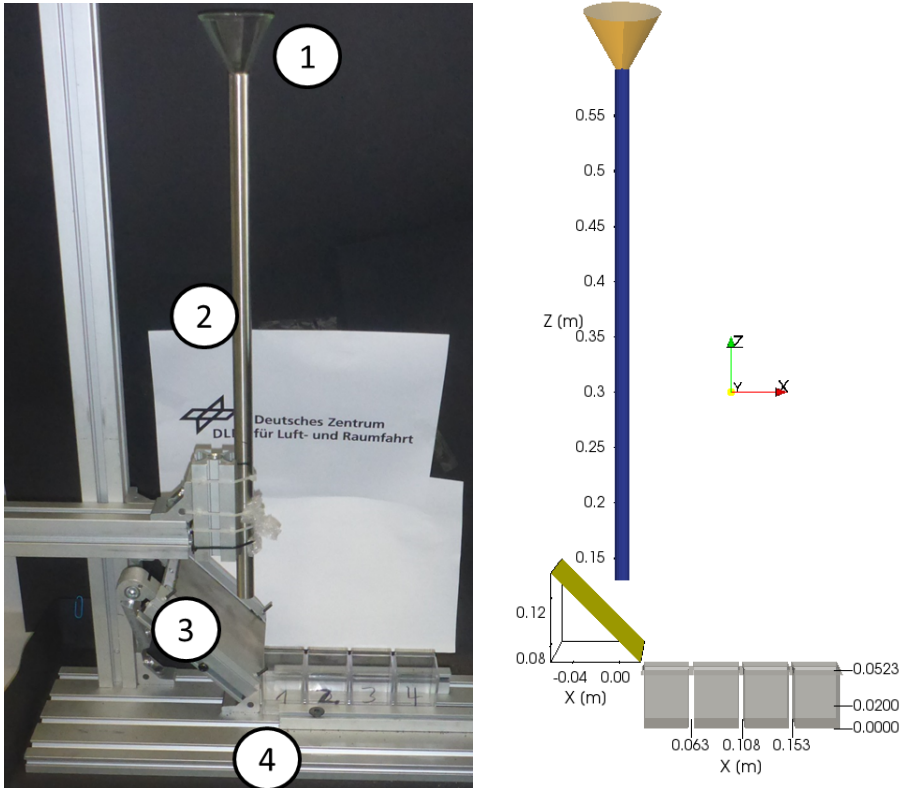 1
2
3
4
Deutsches Zentrum
DLR für Luft- und Raumfahrt
1 2. 3 4
0.55
0.5
0.45
0.4
Z (m) 0.35
0.3
0.25
0.2
0.15
Z
Y X
0.12
0.08
-0.04 0.00
X (m)
0.0523
0.0200
0.0000
0.063 0.108 0.153
X (m)